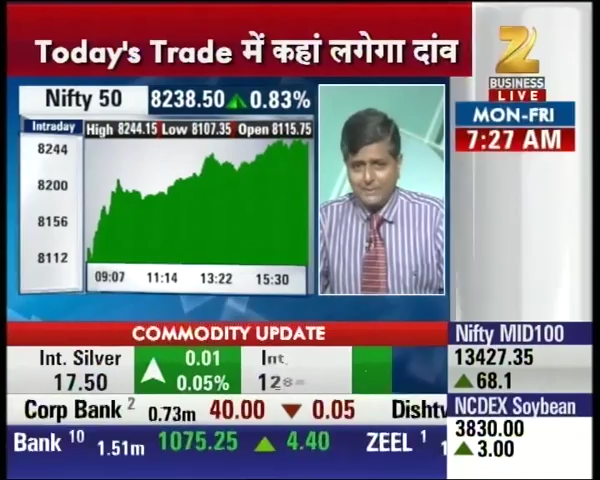 Today's Trade में कहां लगेगा दांव
Z
BUSINESS
LIVE
MON-FRI
7:27 AM
Nifty 50 8238.50 0.83%
Intraday High 8244.15 Low 8107.35 Open 8115.75
8244
8200
8156
8112
09:07 11:14 13:22 15:30
COMMODITY UPDATE
Int. Silver 0.01 Int.
17.50 0.05%
Nifty MID100
13427.35
68.1
Corp Bank 2 0.73m 40.00 0.05 Dishtv
Bank 10 1.51m 1075.25 4.40 ZEEL 1
NCDEX Soybean
3830.00
3.00